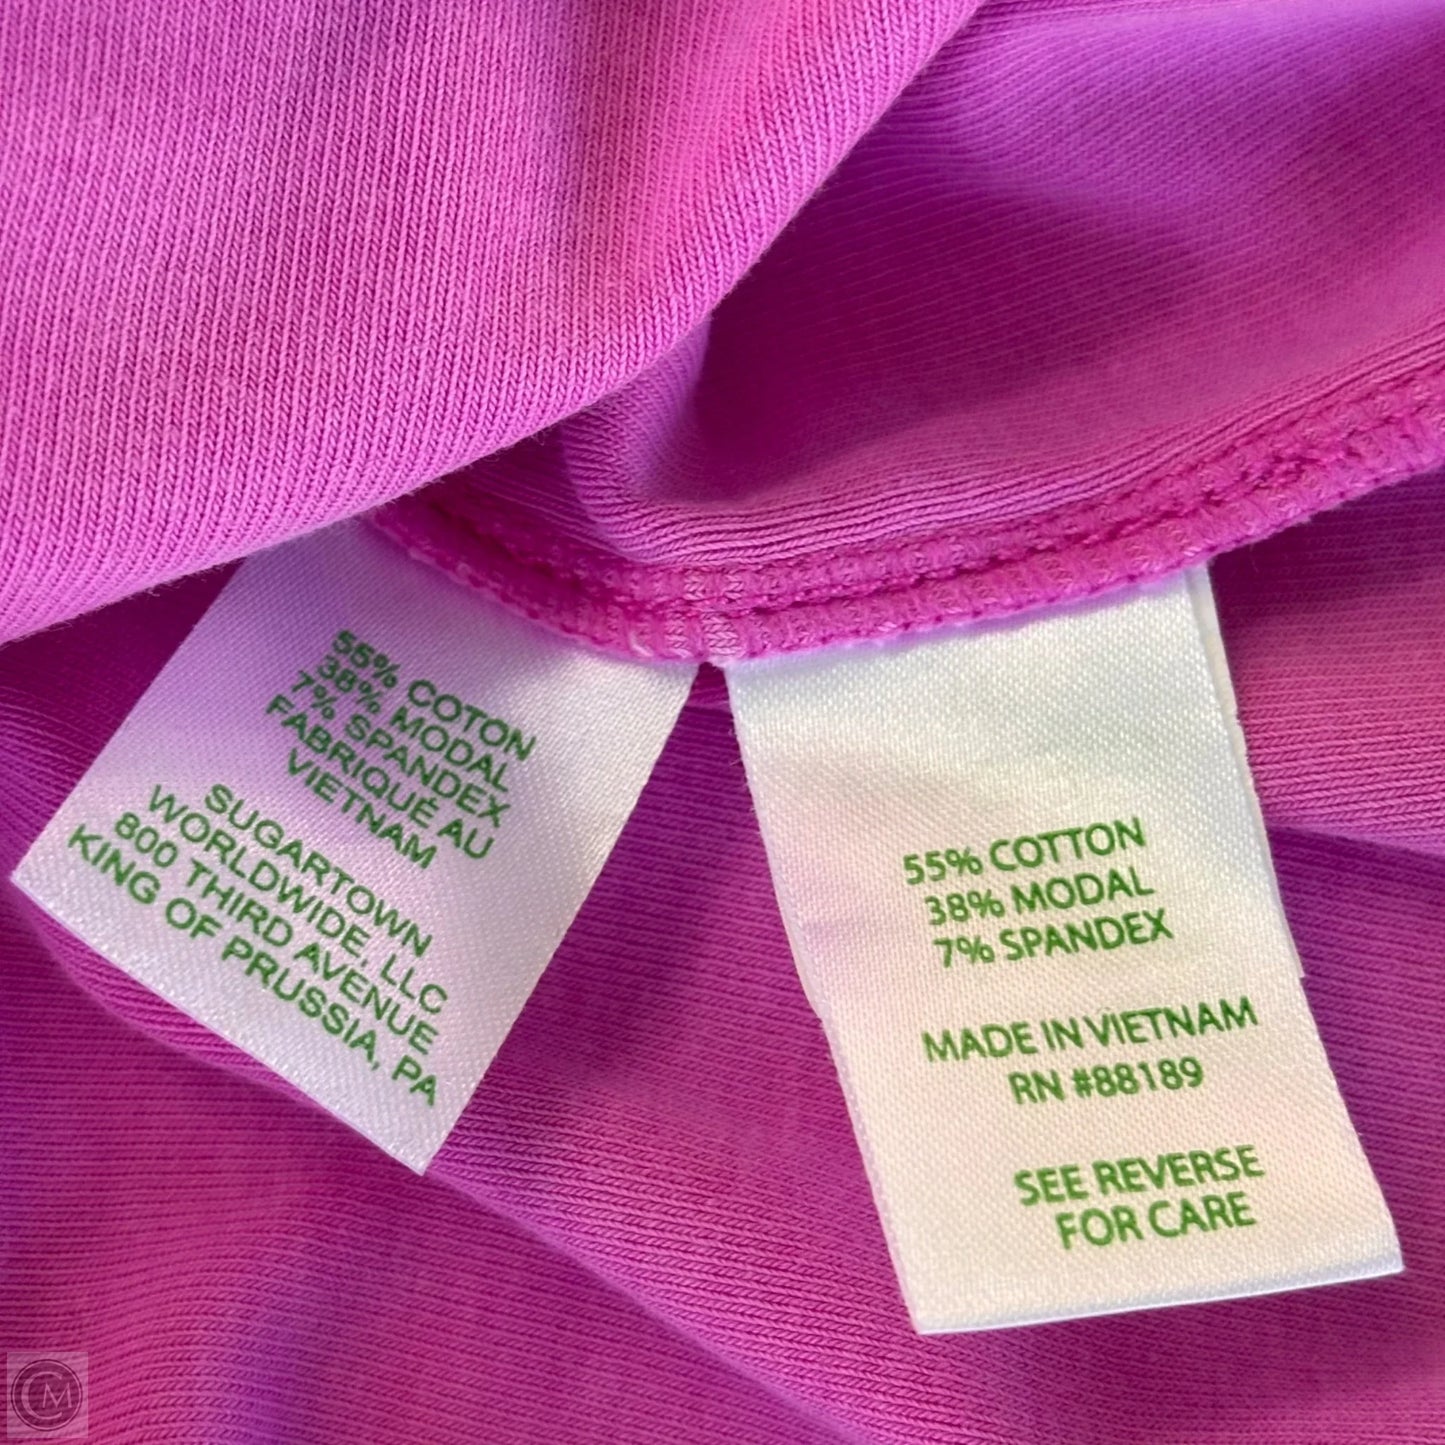 55% COTON
38% MODAL
7% SPANDEX
FABRIQUÉ AU
VIETNAM
SUGARTOWN
WORLDWIDE, LLC
800 THIRD AVENUE
KING OF PRUSSIA, PA
55% COTTON
38% MODAL
7% SPANDEX
MADE IN VIETNAM
RN #88189
SEE REVERSE
FOR CARE
CM